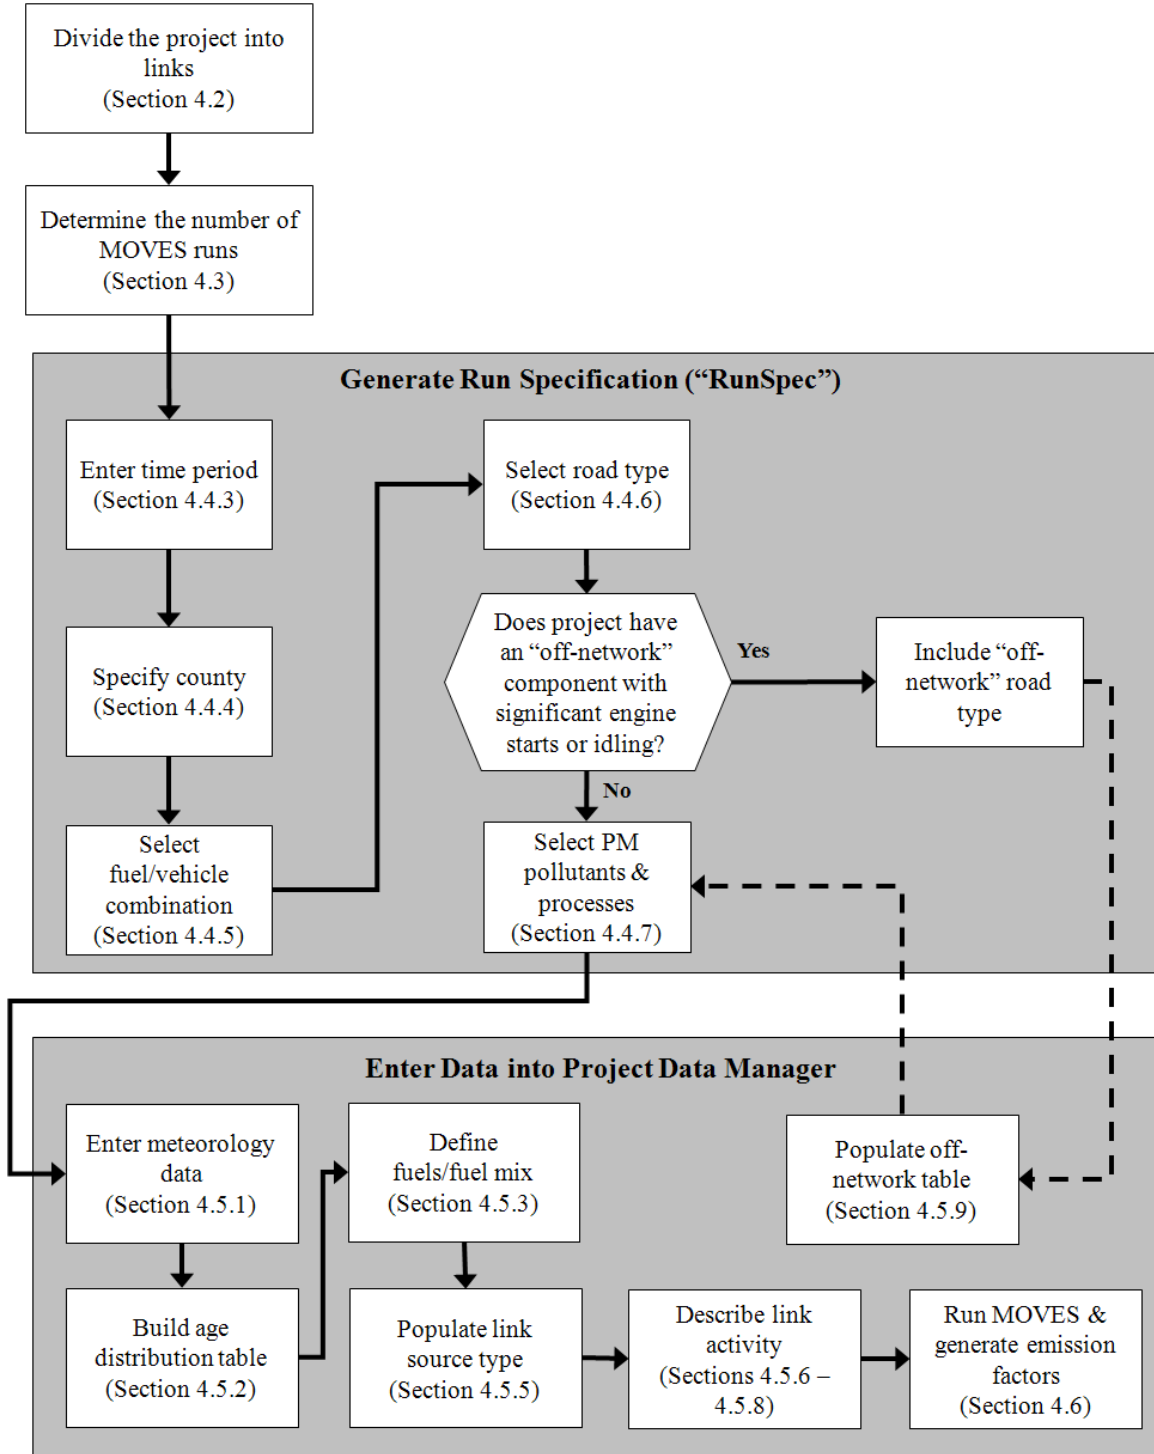 Divide the project into
links
(Section 4.2)
Determine the number of
MOVES runs
(Section 4.3)
Generate Run Specification (“RunSpec”)
Enter time period
(Section 4.4.3)
Specify county
(Section 4.4.4)
Select
fuel/vehicle
combination
(Section 4.4.5)
Select road type
(Section 4.4.6)
Does project have
an “off-network”
component with
significant engine
starts or idling?
Yes
Include “off-
network” road
type
No
Select PM
pollutants &
processes
(Section 4.4.7)
Enter Data into Project Data Manager
Enter meteorology
data
(Section 4.5.1)
Build age
distribution table
(Section 4.5.2)
Define
fuels/fuel mix
(Section 4.5.3)
Populate link
source type
(Section 4.5.5)
Describe link
activity
(Sections 4.5.6 –
4.5.8)
Populate off-
network table
(Section 4.5.9)
Run MOVES &
generate emission
factors
(Section 4.6)